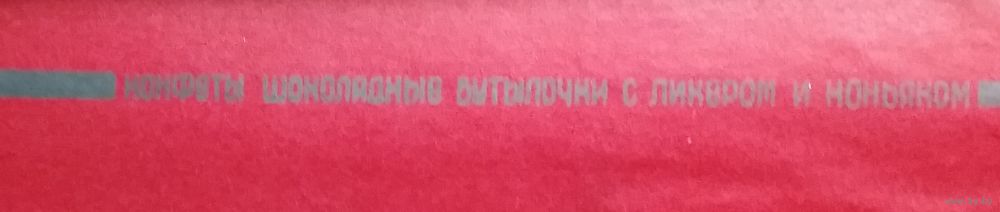 конфеты шоколадные бутылочки с ликером и коньяком